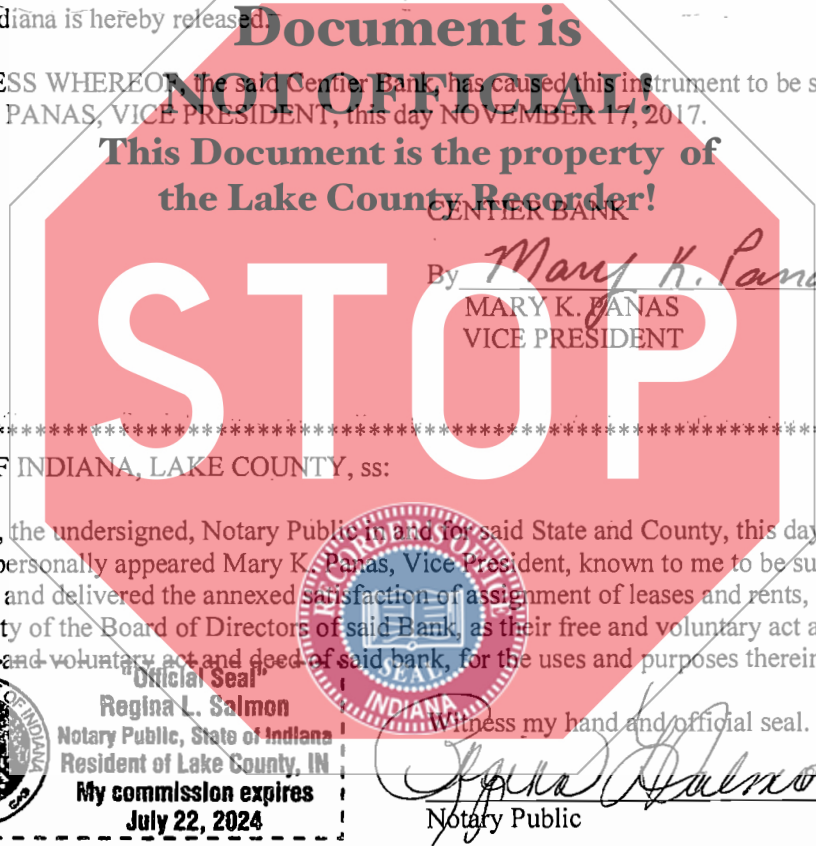 diana is hereby released.
Document is
ESS WHEREOF, the said Centier Bank, has caused this instrument to be s
NOT OFFICIAL!
PANAS, VICE PRESIDENT, this day NOVEMBER 17, 2017.
This Document is the property of
the Lake County Recorder!
CENTIER BANK
By Mary K. Pana
MARY K. PANAS
VICE PRESIDENT
STOP
********************************************************************
F INDIANA, LAKE COUNTY, ss:
, the undersigned, Notary Public in and for said State and County, this day
personally appeared Mary K. Panas, Vice President, known to me to be su
and delivered the annexed satisfaction of assignment of leases and rents,
ty of the Board of Directors of said Bank, as their free and voluntary act a
and voluntary act and deed of said bank, for the uses and purposes therein
RECORDER'S OFFICE
SEAL
INDIANA
"Official Seal"
Regina L. Salmon
Notary Public, State of Indiana
Resident of Lake County, IN
My commission expires
July 22, 2024
OF INDIANA
Witness my hand and official seal.
Regina Salmo
Notary Public